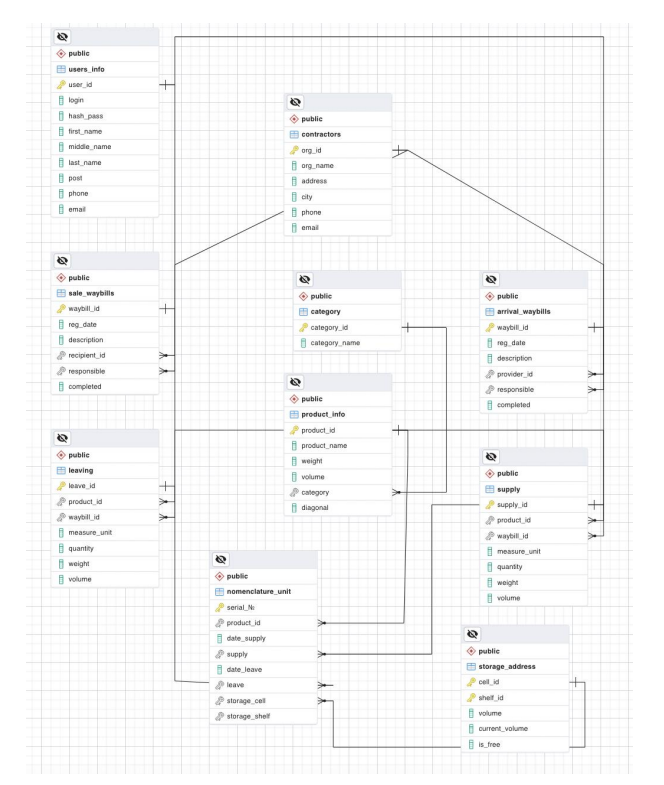 public
users_info
user_id
login
hash_pass
first_name
middle_name
last_name
post
phone
email
public
contractors
org_id
org_name
address
city
phone
email
public
sale_waybills
waybill_id
reg_date
description
recipient_id
responsible
completed
public
category
category_id
category_name
public
arrival_waybills
waybill_id
reg_date
description
provider_id
responsible
completed
public
product_info
product_id
product_name
weight
volume
category
diagonal
public
leaving
leave_id
product_id
waybill_id
measure_unit
quantity
weight
volume
public
supply
supply_id
product_id
waybill_id
measure_unit
quantity
weight
volume
public
nomenclature_unit
serial_№
product_id
date_supply
supply
date_leave
leave
storage_cell
storage_shelf
public
storage_address
cell_id
shelf_id
volume
current_volume
is_free